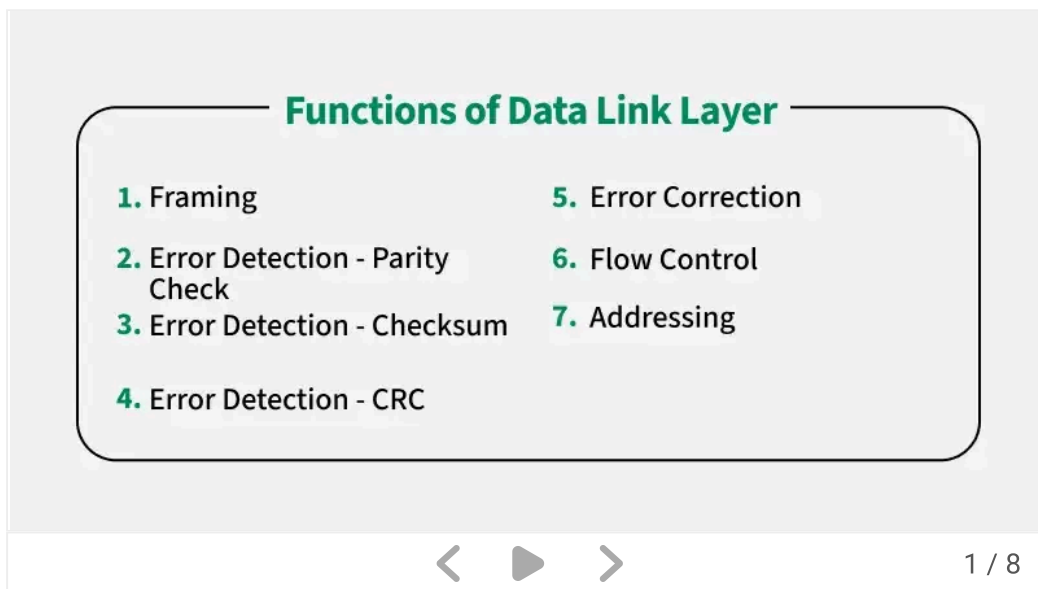 Functions of Data Link Layer
1. Framing
2. Error Detection - Parity
Check
3. Error Detection - Checksum
4. Error Detection - CRC
5. Error Correction
6. Flow Control
7. Addressing
1 / 8